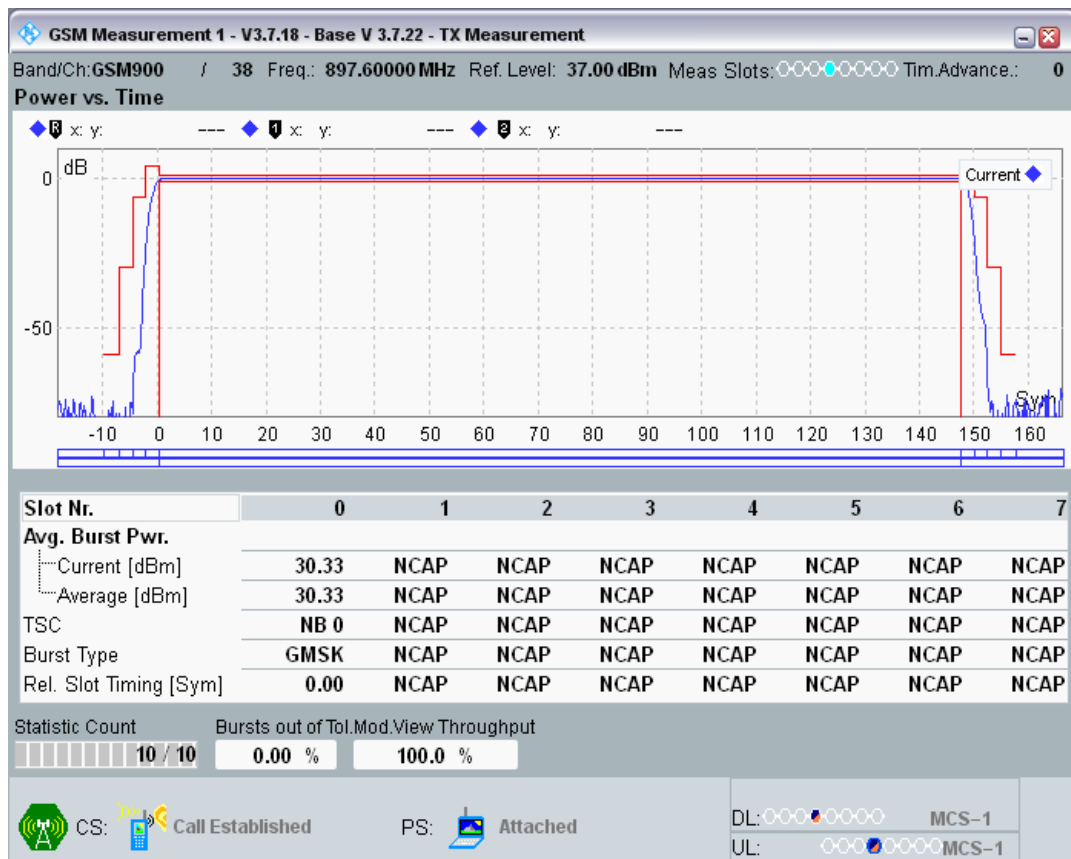 GSM Measurement 1 - V3.7.18 - Base V 3.7.22 - TX Measurement
Band/Ch:GSM900 / 38 Freq.: 897.60000 MHz Ref. Level: 37.00 dBm Meas Slots: Tim.Advance.: 0
Power vs. Time
R x: y: --- 1 x: y: --- 2 x: y: ---
dB
Current
0
-50
Sym
-10 0 10 20 30 40 50 60 70 80 90 100 110 120 130 140 150 160
Slot Nr. 0 1 2 3 4 5 6 7
Avg. Burst Pwr.
Current [dBm] 30.33 NCAP NCAP NCAP NCAP NCAP NCAP NCAP
Average [dBm] 30.33 NCAP NCAP NCAP NCAP NCAP NCAP NCAP
TSC NB 0 NCAP NCAP NCAP NCAP NCAP NCAP NCAP
Burst Type GMSK NCAP NCAP NCAP NCAP NCAP NCAP NCAP
Rel. Slot Timing [Sym] 0.00 NCAP NCAP NCAP NCAP NCAP NCAP NCAP
Statistic Count Bursts out of Tol.Mod.View Throughput
10 / 10 0.00 % 100.0 %
CS: Call Established PS: Attached DL: MCS-1
UL: MCS-1